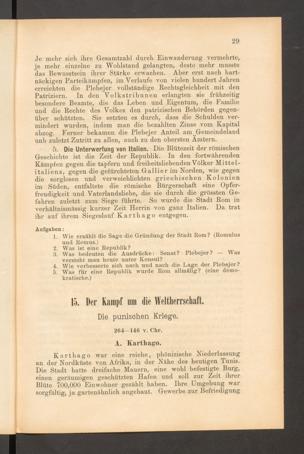 29
Je mehr sich ihre Gesamtzahl durch Einwanderung vermehrte,
je mehr einzelne zu Wohlstand gelangten, desto mehr musste
das Bewusstsein ihrer Stärke erwachen. Aber erst nach hart-
näckigen Parteikämpfen, im Verlaufe von vielen hundert Jahren
erreichten die Plebejer vollständige Rechtsgleichheit mit den
Patriziern. In den Volkstribunen erlangten sie frühzeitig
besondere Beamte, die das Leben und Eigentum, die Familie
und die Rechte des Volkes den patrizischen Behörden gegen-
über schützten. Sie setzten es durch, dass die Schulden ver-
mindert wurden, indem man die bezahlten Zinse vom Kapital
abzog. Ferner bekamen die Plebejer Anteil am Gemeindeland
und zuletzt Zutritt zu allen, auch zu den obersten Ämtern.
5. Die Unterwerfung von Italien. Die Blütezeit der römischen
Geschichte ist die Zeit der Republik. In den fortwährenden
Kämpfen gegen die tapfern und freiheitliebenden Völker Mittel-
italiens, gegen die gefürchteten Gallier im Norden, wie gegen
die sorglosen und verweichlichten griechischen Kolonien
im Süden, entfaltete die römische Bürgerschaft eine Opfer-
freudigkeit und Vaterlandsliebe, die sie durch die grössten Ge-
fahren zuletzt zum Siege führte. So wurde die Stadt Rom in
verhältnismässig kurzer Zeit Herrin von ganz Italien. Da trat
ihr auf ihrem Siegeslauf Karthago entgegen.
Aufgaben:
1. Wie erzählt die Sage die Gründung der Stadt Rom? (Romulus
und Remus.)
2. Was ist eine Republik?
3. Was bedeuten die Ausdrücke: Senat? Plebejer? — Was
versteht man heute unter Konsul?
4. Wie verbesserte sich nach und nach die Lage der Plebejer?
5. Was für eine Republik wurde Rom allmälig? (eine demo-
kratische.)
15. Der Kampf um die Weltherrschaft.
Die punischen Kriege.
264—146 v. Chr.
A. Karthago.
Karthago war eine reiche, phönizische Niederlassung
an der Nordküste von Afrika, in der Nähe des heutigen Tunis.
Die Stadt hatte dreifache Mauern, eine wohl befestigte Burg,
einen geräumigen geschützten Hafen und soll zur Zeit ihrer
Blüte 700,000 Einwohner gezählt haben. Ihre Umgebung war
sorgfältig, ja gartenähnlich angebaut. Gewerbe zur Befriedigung